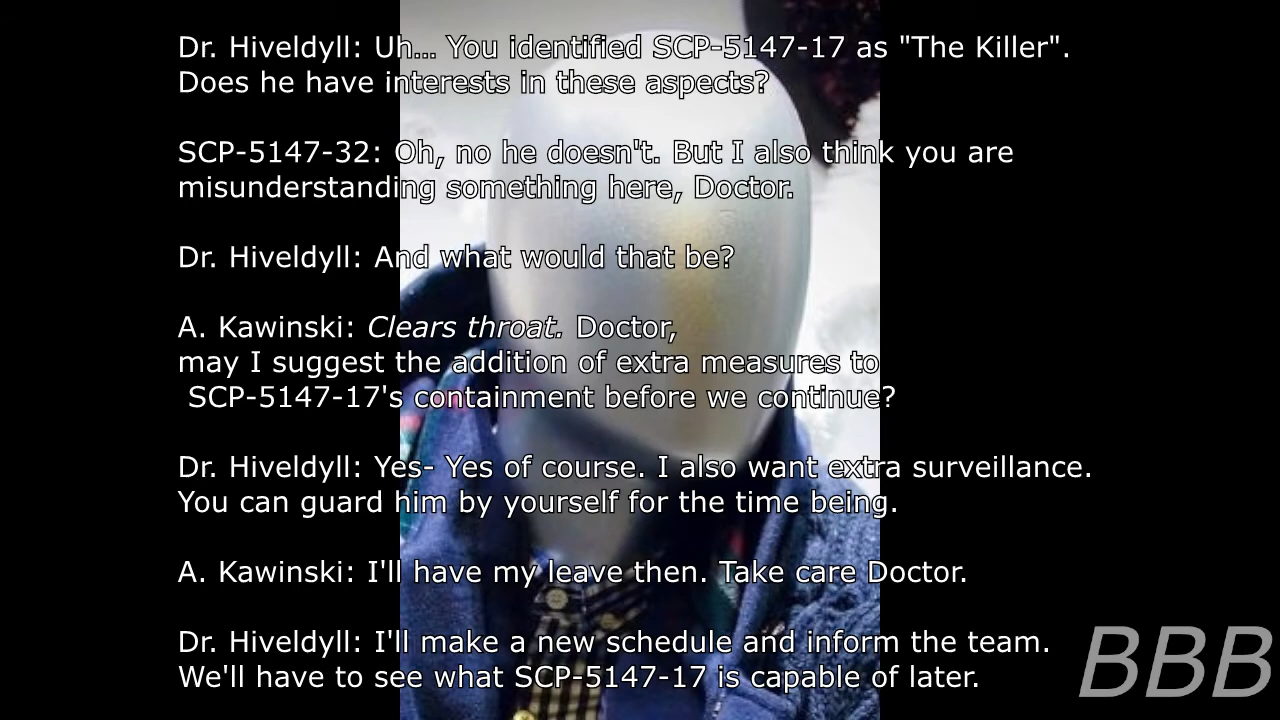 Dr. Hiveldyll: Uh... You identified SCP-5147-17 as "The Killer".
Does he have interests in these aspects?
SCP-5147-32: Oh, no he doesn't. But I also think you are
misunderstanding something here, Doctor.
Dr. Hiveldyll: And what would that be?
A. Kawinski: Clears throat. Doctor,
may I suggest the addition of extra measures to
SCP-5147-17's containment before we continue?
Dr. Hiveldyll: Yes- Yes of course. I also want extra surveillance.
You can guard him by yourself for the time being.
A. Kawinski: I'll have my leave then. Take care Doctor.
Dr. Hiveldyll: I'll make a new schedule and inform the team.
We'll have to see what SCP-5147-17 is capable of later.
BBB